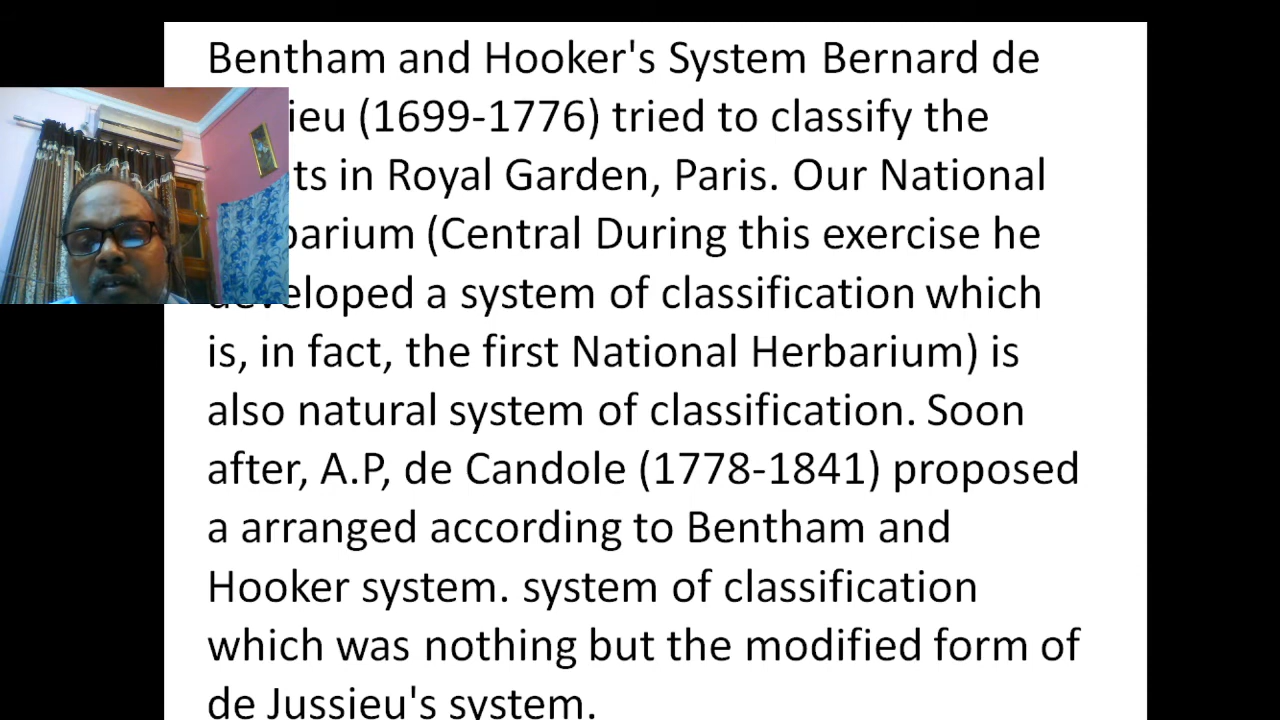 Bentham and Hooker's System Bernard de
ieu (1699-1776) tried to classify the
ts in Royal Garden, Paris. Our National
barium (Central During this exercise he
developed a system of classification which
is, in fact, the first National Herbarium) is
also natural system of classification. Soon
after, A.P, de Candole (1778-1841) proposed
a arranged according to Bentham and
Hooker system. system of classification
which was nothing but the modified form of
de Jussieu's system.